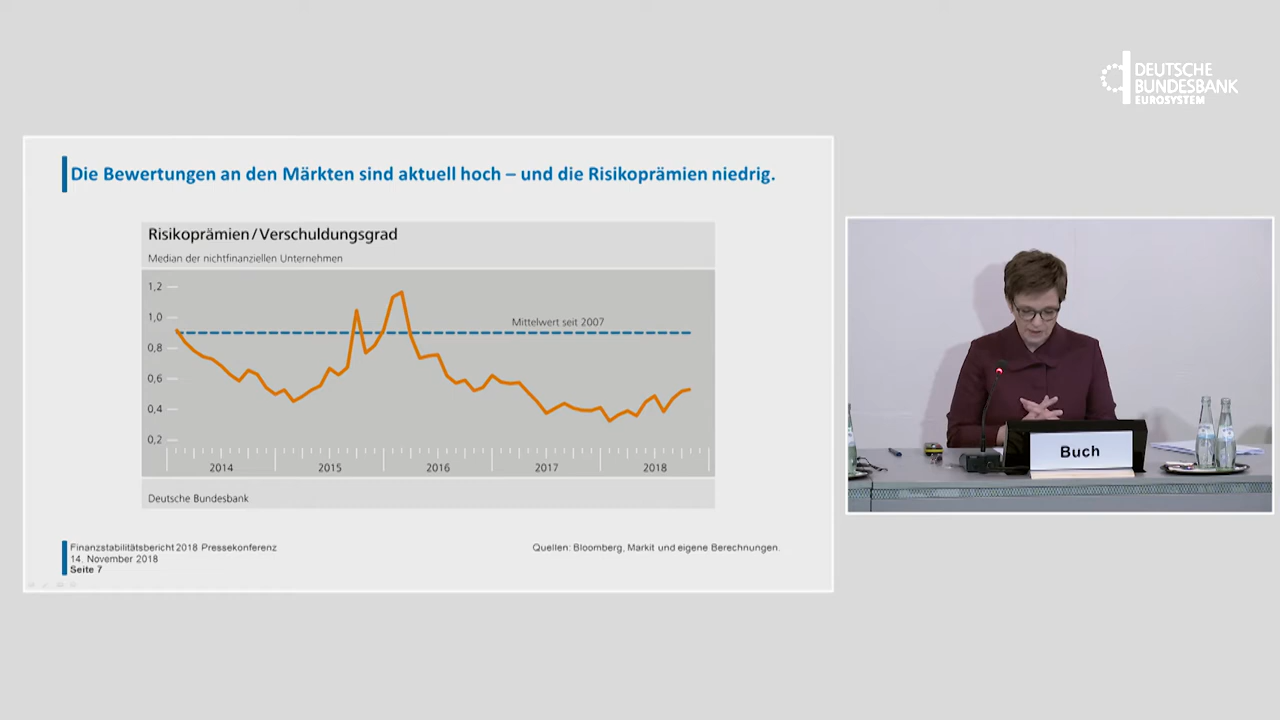 DEUTSCHE
BUNDESBANK
EUROSYSTEM
Die Bewertungen an den Märkten sind aktuell hoch – und die Risikoprämien niedrig.
Risikoprämien/Verschuldungsgrad
Median der nichtfinanziellen Unternehmen
1,2
1,0
0,8
0,6
0,4
0,2
Mittelwert seit 2007
2014 2015 2016 2017 2018
Deutsche Bundesbank
Finanzstabilitätsbericht 2018 Pressekonferenz
14. November 2018
Seite 7
Quellen: Bloomberg, Markit und eigene Berechnungen.
Buch